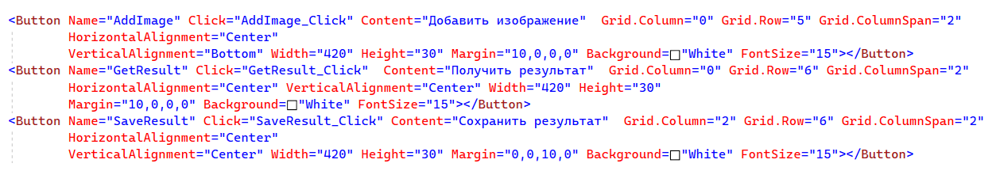 <Button Name="AddImage" Click="AddImage_Click" Content="Добавить изображение"  Grid.Column="0" Grid.Row="5" Grid.ColumnSpan="2"
HorizontalAlignment="Center"
VerticalAlignment="Bottom" Width="420" Height="30" Margin="10,0,0,0" Background="White" FontSize="15"></Button>
<Button Name="GetResult" Click="GetResult_Click"  Content="Получить результат"  Grid.Column="0" Grid.Row="6" Grid.ColumnSpan="2"
HorizontalAlignment="Center" VerticalAlignment="Center" Width="420" Height="30"
Margin="10,0,0,0" Background="White" FontSize="15"></Button>
<Button Name="SaveResult" Click="SaveResult_Click" Content="Сохранить результат"  Grid.Column="2" Grid.Row="6" Grid.ColumnSpan="2"
HorizontalAlignment="Center"
VerticalAlignment="Center" Width="420" Height="30" Margin="0,0,10,0" Background="White" FontSize="15"></Button>